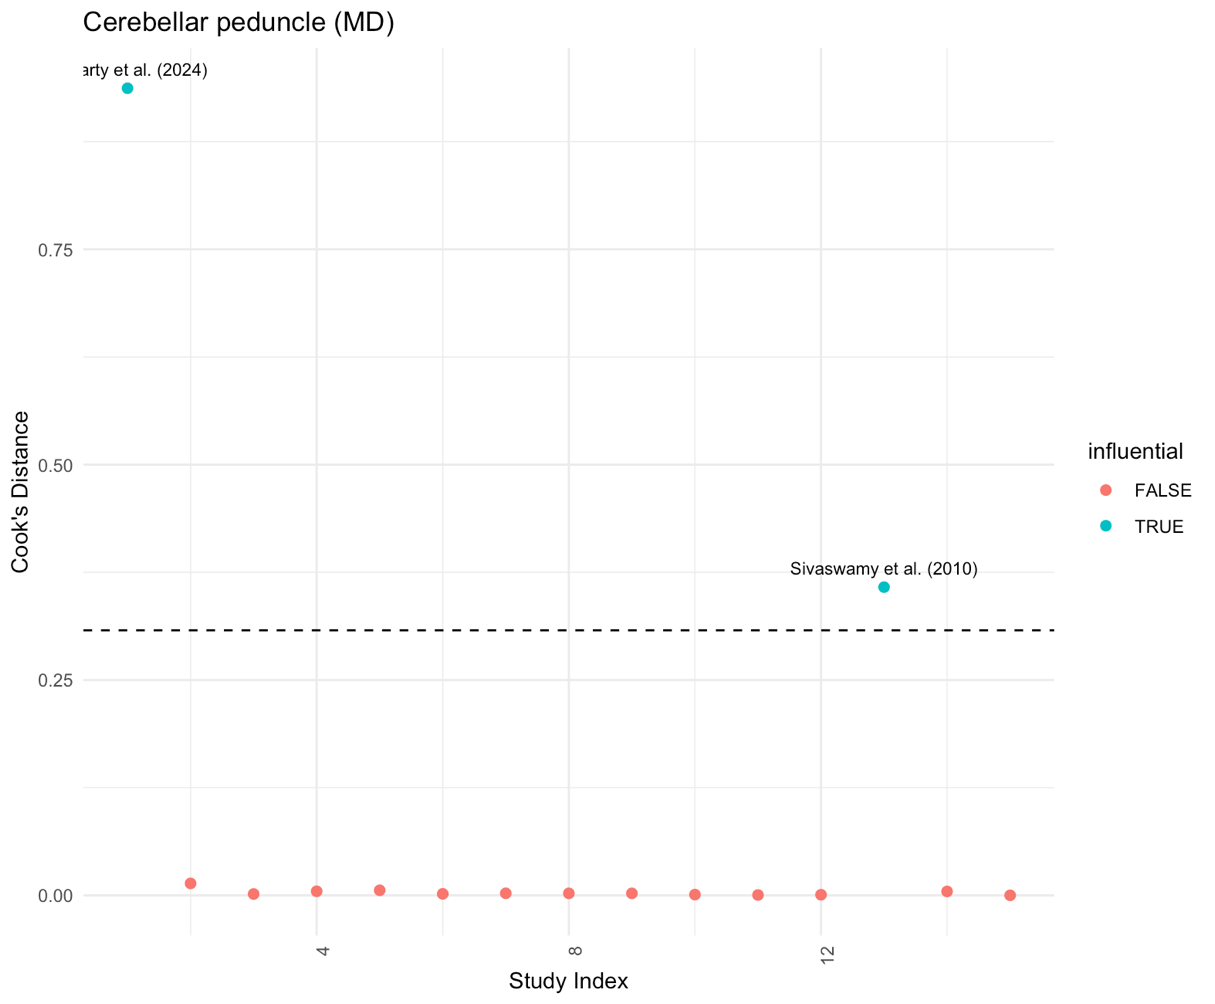 Cerebellar peduncle (MD)
arty et al. (2024)
0.75
0.50
0.25
0.00
Cook's Distance
Sivaswamy et al. (2010)
influential
FALSE
TRUE
4
8
12
Study Index